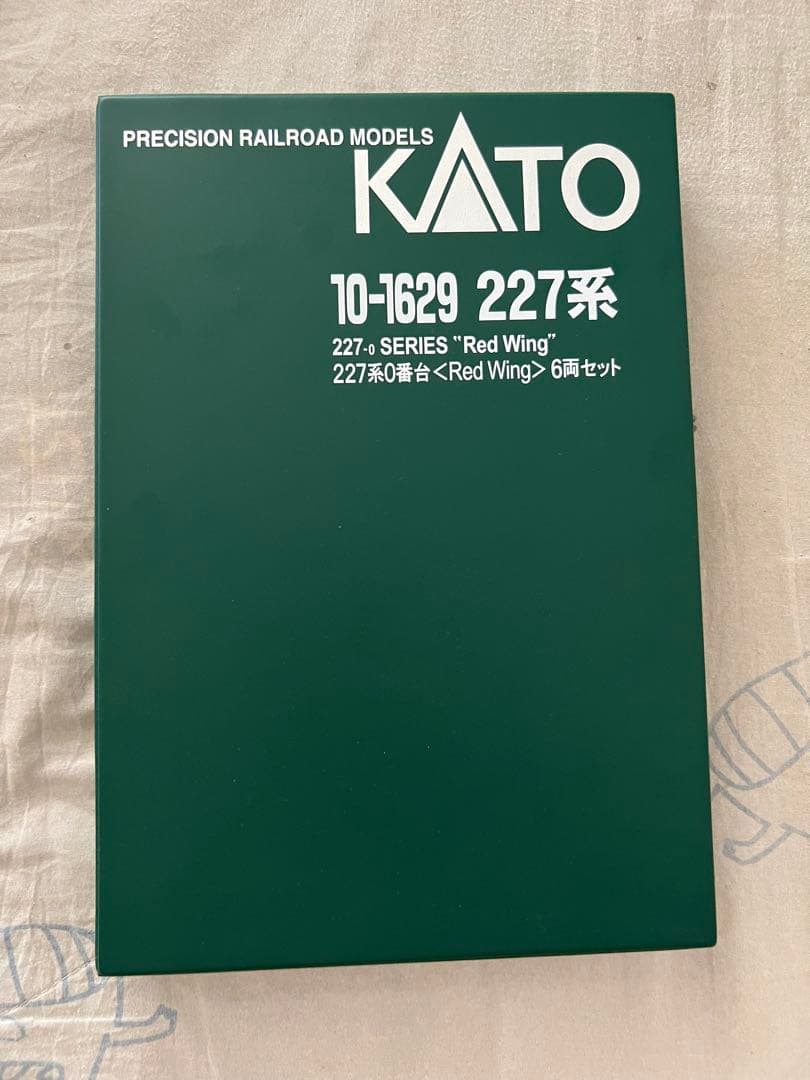 PRECISION RAILROAD MODELS
KATO
10-1629 227系
227-0 SERIES "Red Wing"
227系0番台<Red Wing> 6両セット